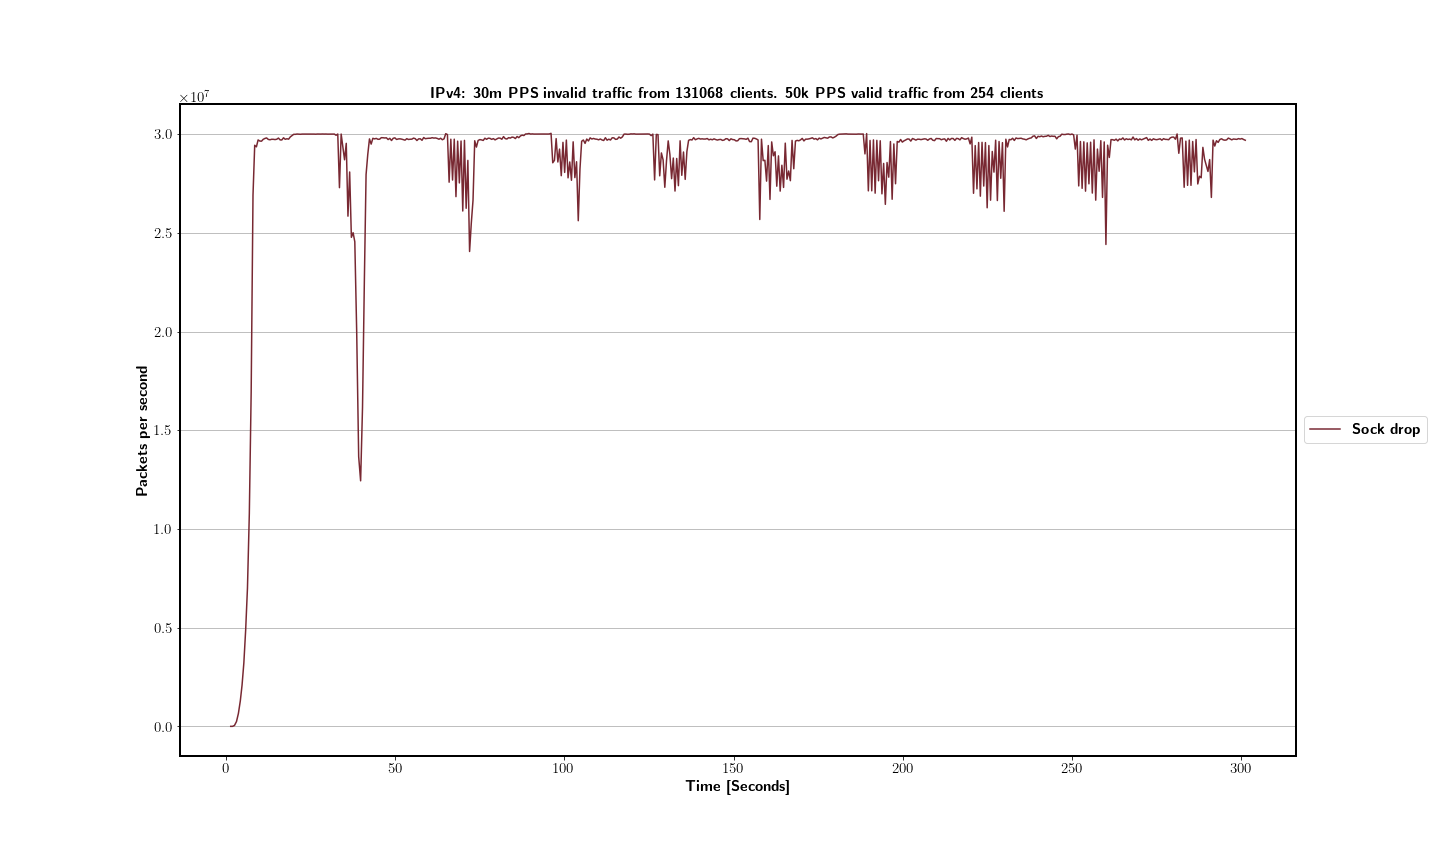 IPv4: 30m PPS invalid traffic from 131068 clients. 50k PPS valid traffic from 254 clients
×10⁷
3.0
2.5
2.0
1.5
1.0
0.5
0.0
Packets per second
0 50 100 150 200 250 300
Time [Seconds]
Sock drop